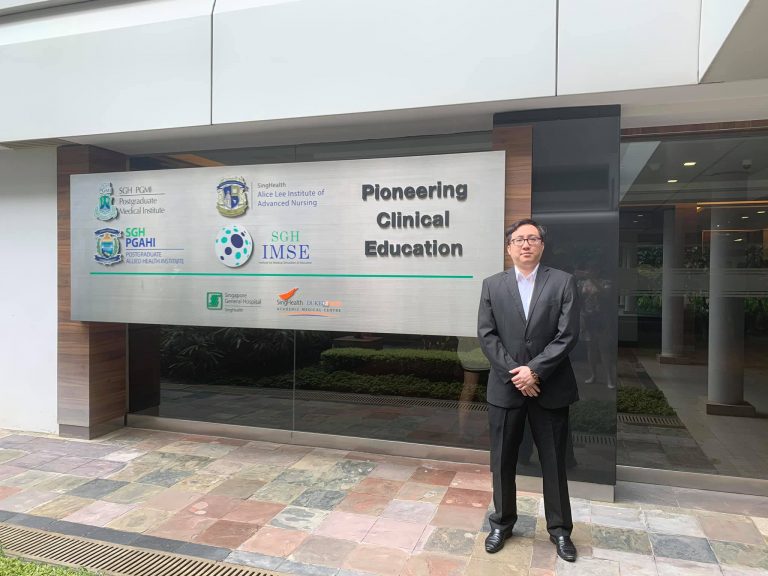 SGH PGMI
Postgraduate
Medical Institute
SingHealth
Alice Lee Institute of
Advanced Nursing
SGH
PGAHI
POSTGRADUATE
ALLIED HEALTH INSTITUTE
SGH
IMSE
Pioneering
Clinical
Education
Singapore
General Hospital
SingHealth
SingHealth DUKE NUS
ACADEMIC MEDICAL CENTRE